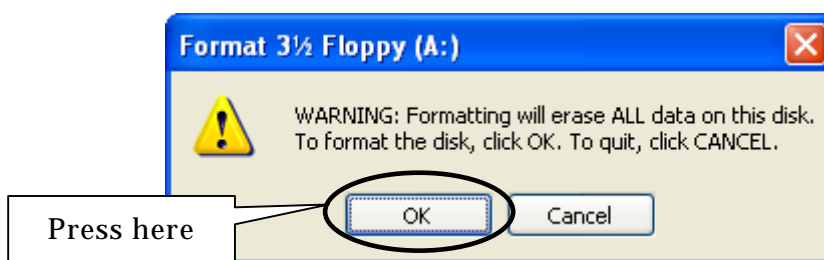 Format 3½ Floppy (A:)
WARNING: Formatting will erase ALL data on this disk.
To format the disk, click OK. To quit, click CANCEL.
OK
Cancel
Press here